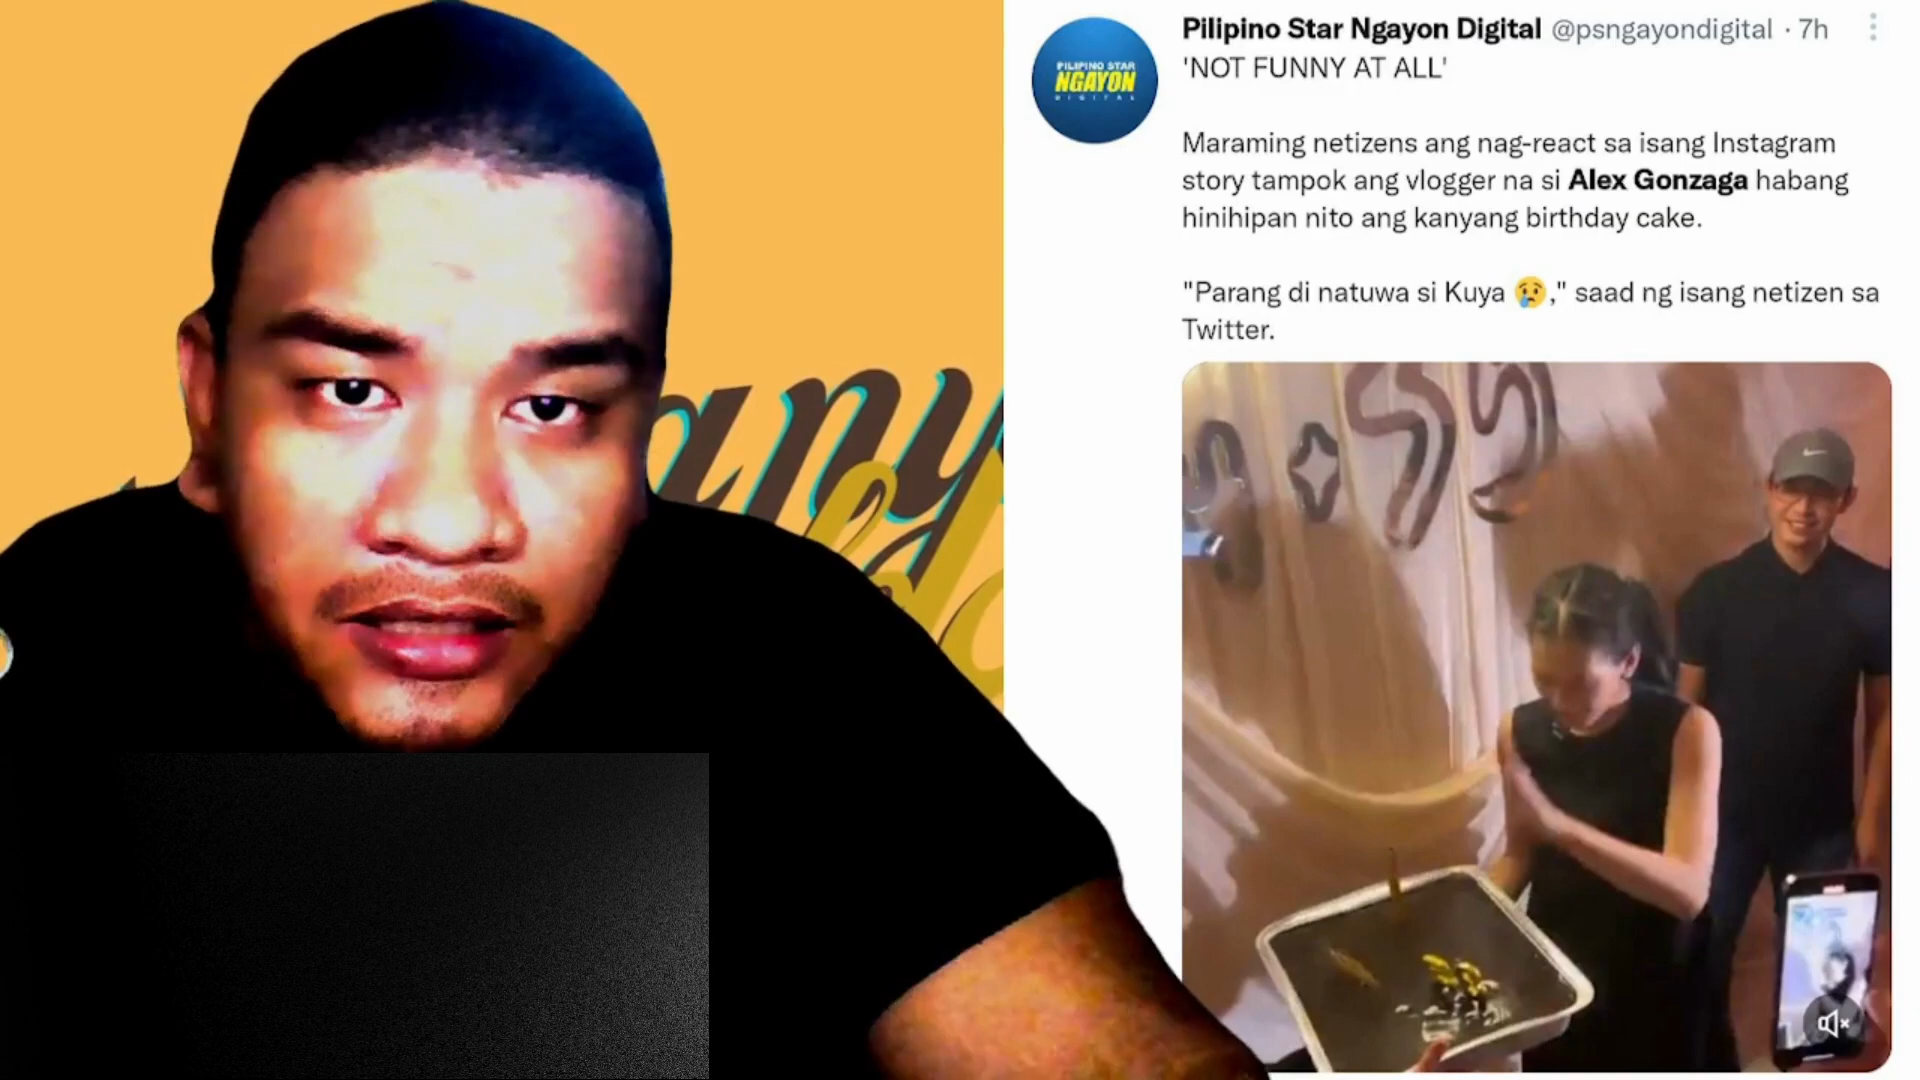 Pilipino Star Ngayon Digital @psngayondigital · 7h
'NOT FUNNY AT ALL'
Maraming netizens ang nag-react sa isang Instagram
story tampok ang vlogger na si Alex Gonzaga habang
hinihipan nito ang kanyang birthday cake.
"Parang di natuwa si Kuya 😢," saad ng isang netizen sa
Twitter.
PILIPINO STAR
NGAYON
DIGITAL